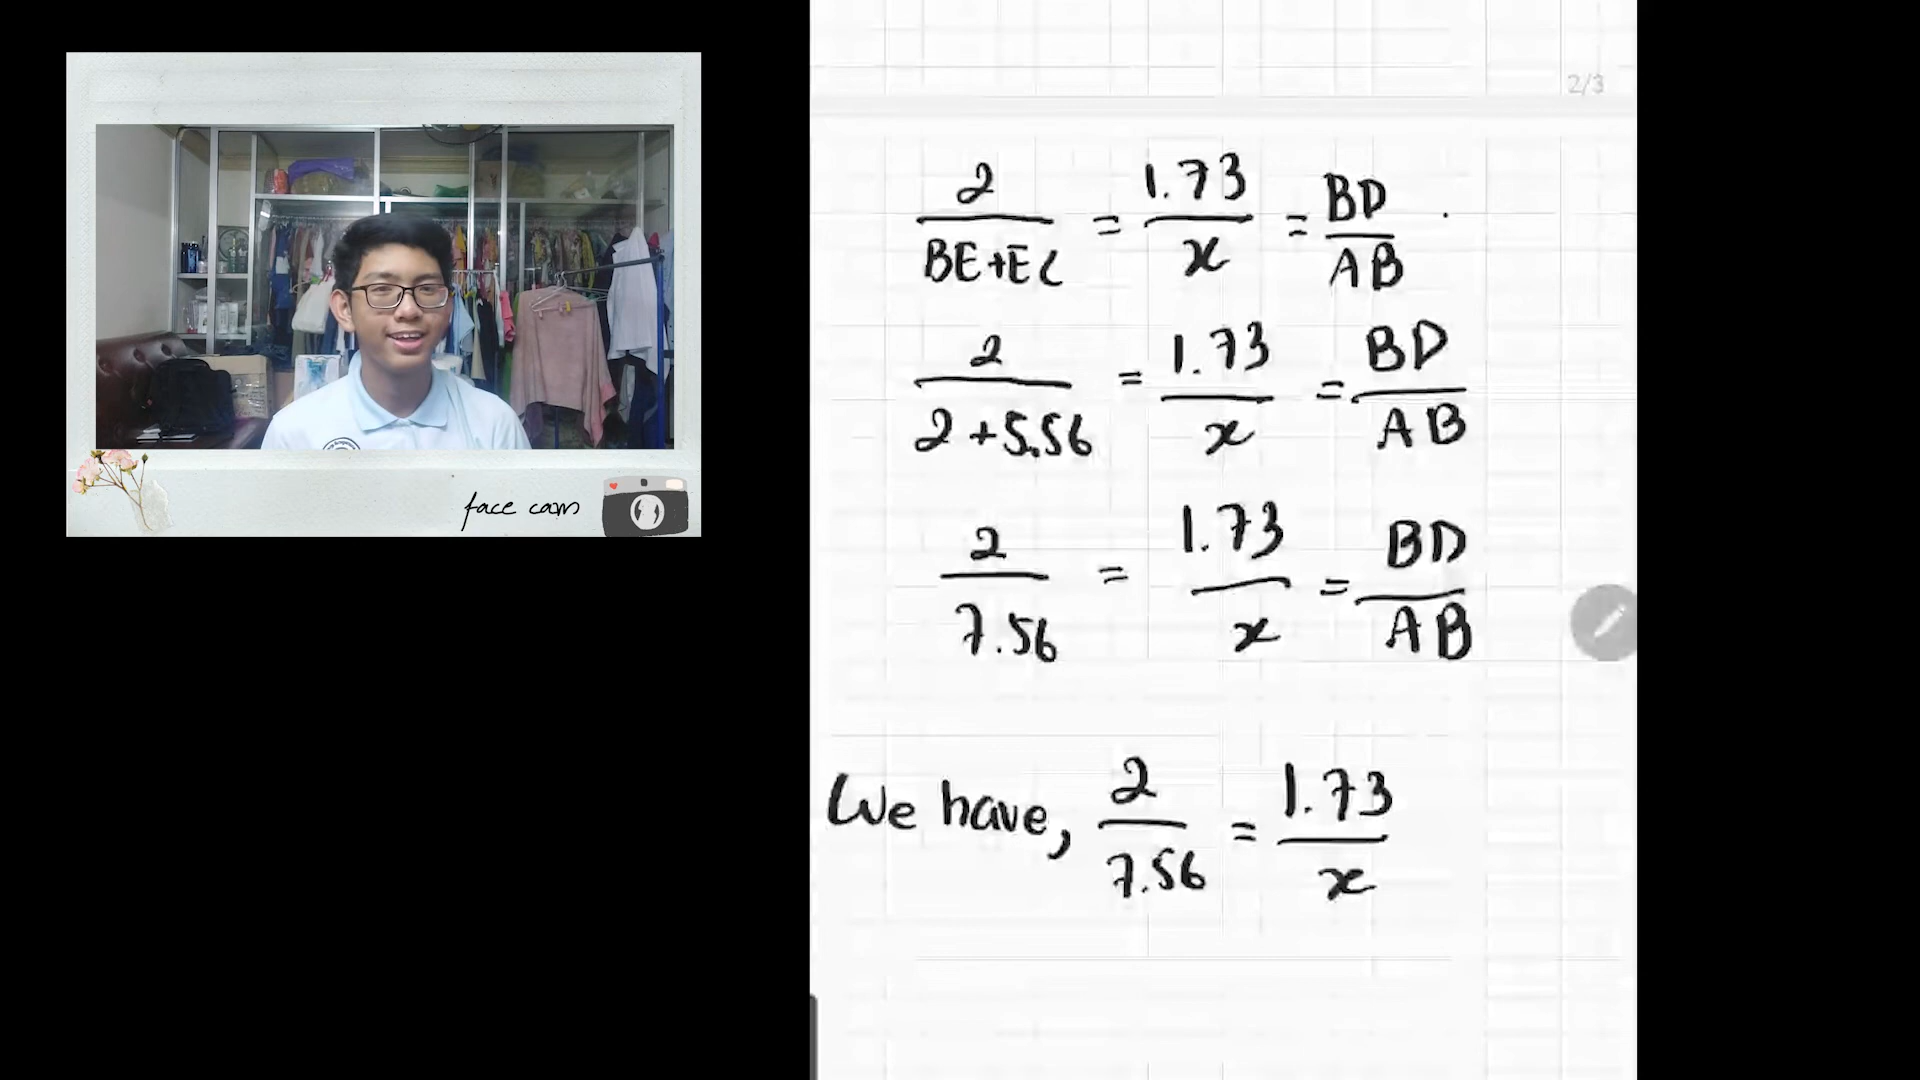 face cam
2/3
2/BE+EC = 1.73/x = BD/AB
2/2+5.56 = 1.73/x = BD/AB
2/7.56 = 1.73/x = BD/AB
We have, 2/7.56 = 1.73/x